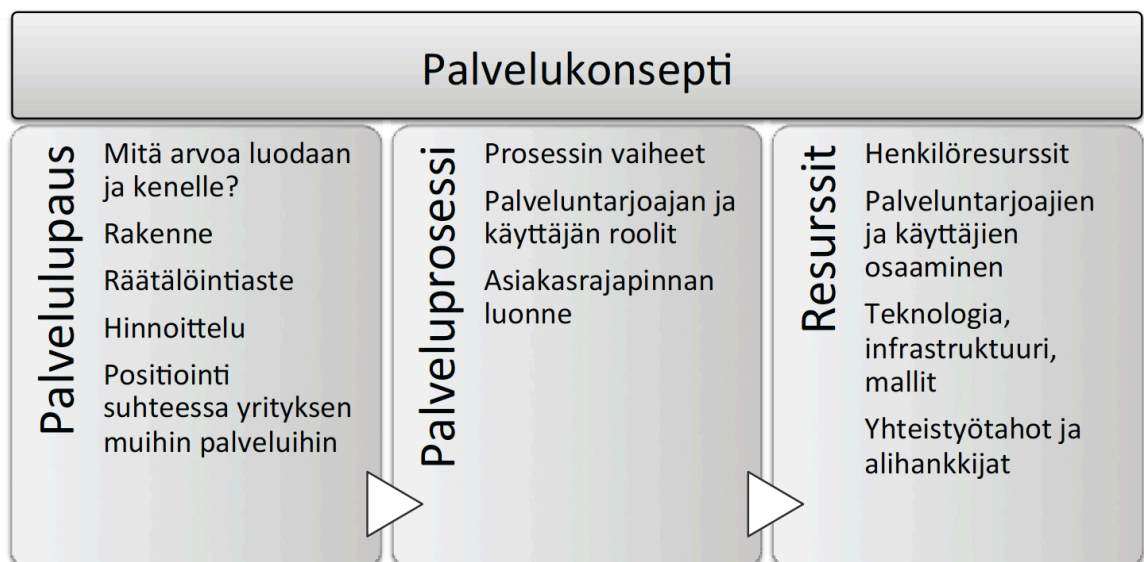 Palvelukonsepti
Palvelulupaus
Mitä arvoa luodaan
ja kenelle?
Rakenne
Räätälöintiaste
Hinnoittelu
Positiointi
suhteessa yrityksen
muihin palveluihin
Palveluprosessi
Prosessin vaiheet
Palveluntarjoajan ja
käyttäjän roolit
Asiakasrajapinnan
luonne
Resurssit
Henkilöresurssit
Palveluntarjoajien
ja käyttäjien
osaaminen
Teknologia,
infrastruktuuri,
mallit
Yhteistyötahot ja
alihankkijat